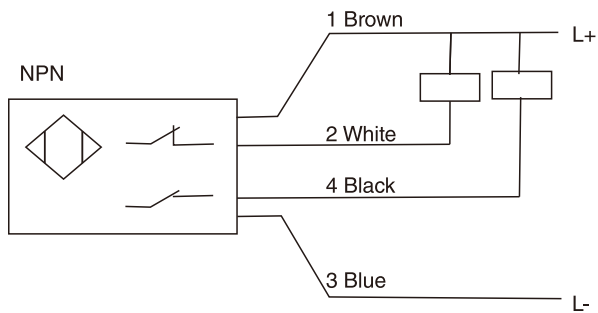 1 Brown
L+
NPN
2 White
4 Black
3 Blue
L-